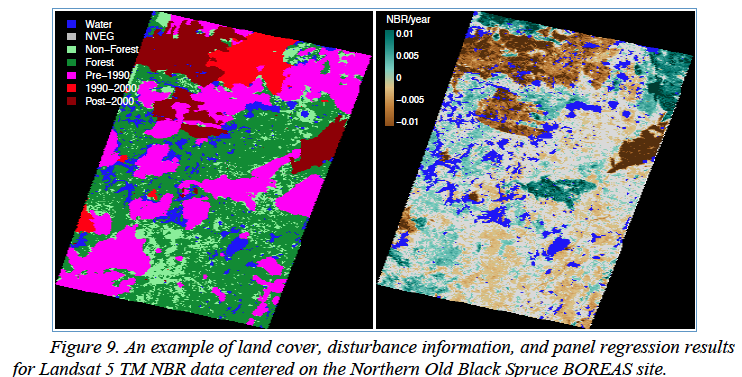 Water
NVEG
Non-Forest
Forest
Pre-1990
1990-2000
Post-2000
NBR/year
0.01
0.005
0
-0.005
-0.01
Figure 9. An example of land cover, disturbance information, and panel regression results
for Landsat 5 TM NBR data centered on the Northern Old Black Spruce BOREAS site.